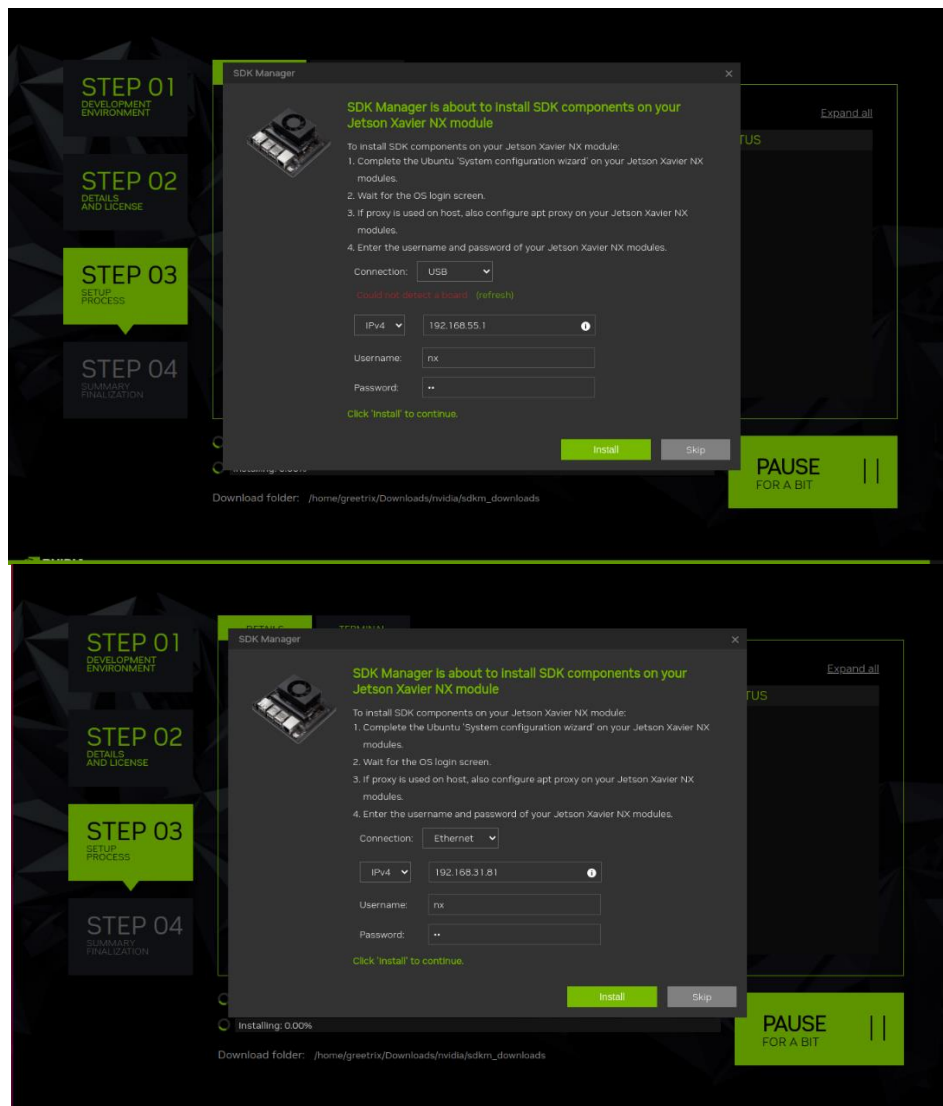 STEP 01
DEVELOPMENT
ENVIRONMENT
STEP 02
DETAILS
AND LICENSE
STEP 03
SETUP
PROCESS
STEP 04
SUMMARY
FINALIZATION
SDK Manager
SDK Manager is about to install SDK components on your
Jetson Xavier NX module
To install SDK components on your Jetson Xavier NX module:
1. Complete the Ubuntu 'System configuration wizard' on your Jetson Xavier NX
modules.
2. Wait for the OS login screen.
3. If proxy is used on host, also configure apt proxy on your Jetson Xavier NX
modules.
4. Enter the username and password of your Jetson Xavier NX modules.
Connection: USB
Could not detect a board (refresh)
IPv4 192.168.55.1
Username: nx
Password: ••
Click 'Install' to continue.
Install Skip
Expand all
TUS
Installing: 0.00%
Download folder: /home/greetrix/Downloads/nvidia/sdkm_downloads
PAUSE
FOR A BIT
STEP 01
DEVELOPMENT
ENVIRONMENT
STEP 02
DETAILS
AND LICENSE
STEP 03
SETUP
PROCESS
STEP 04
SUMMARY
FINALIZATION
DETAILS TERMINAL
SDK Manager
SDK Manager is about to install SDK components on your
Jetson Xavier NX module
To install SDK components on your Jetson Xavier NX module:
1. Complete the Ubuntu 'System configuration wizard' on your Jetson Xavier NX
modules.
2. Wait for the OS login screen.
3. If proxy is used on host, also configure apt proxy on your Jetson Xavier NX
modules.
4. Enter the username and password of your Jetson Xavier NX modules.
Connection: Ethernet
IPv4 192.168.31.81
Username: nx
Password: ••
Click 'Install' to continue.
Install Skip
Expand all
TUS
Installing: 0.00%
Download folder: /home/greetrix/Downloads/nvidia/sdkm_downloads
PAUSE
FOR A BIT